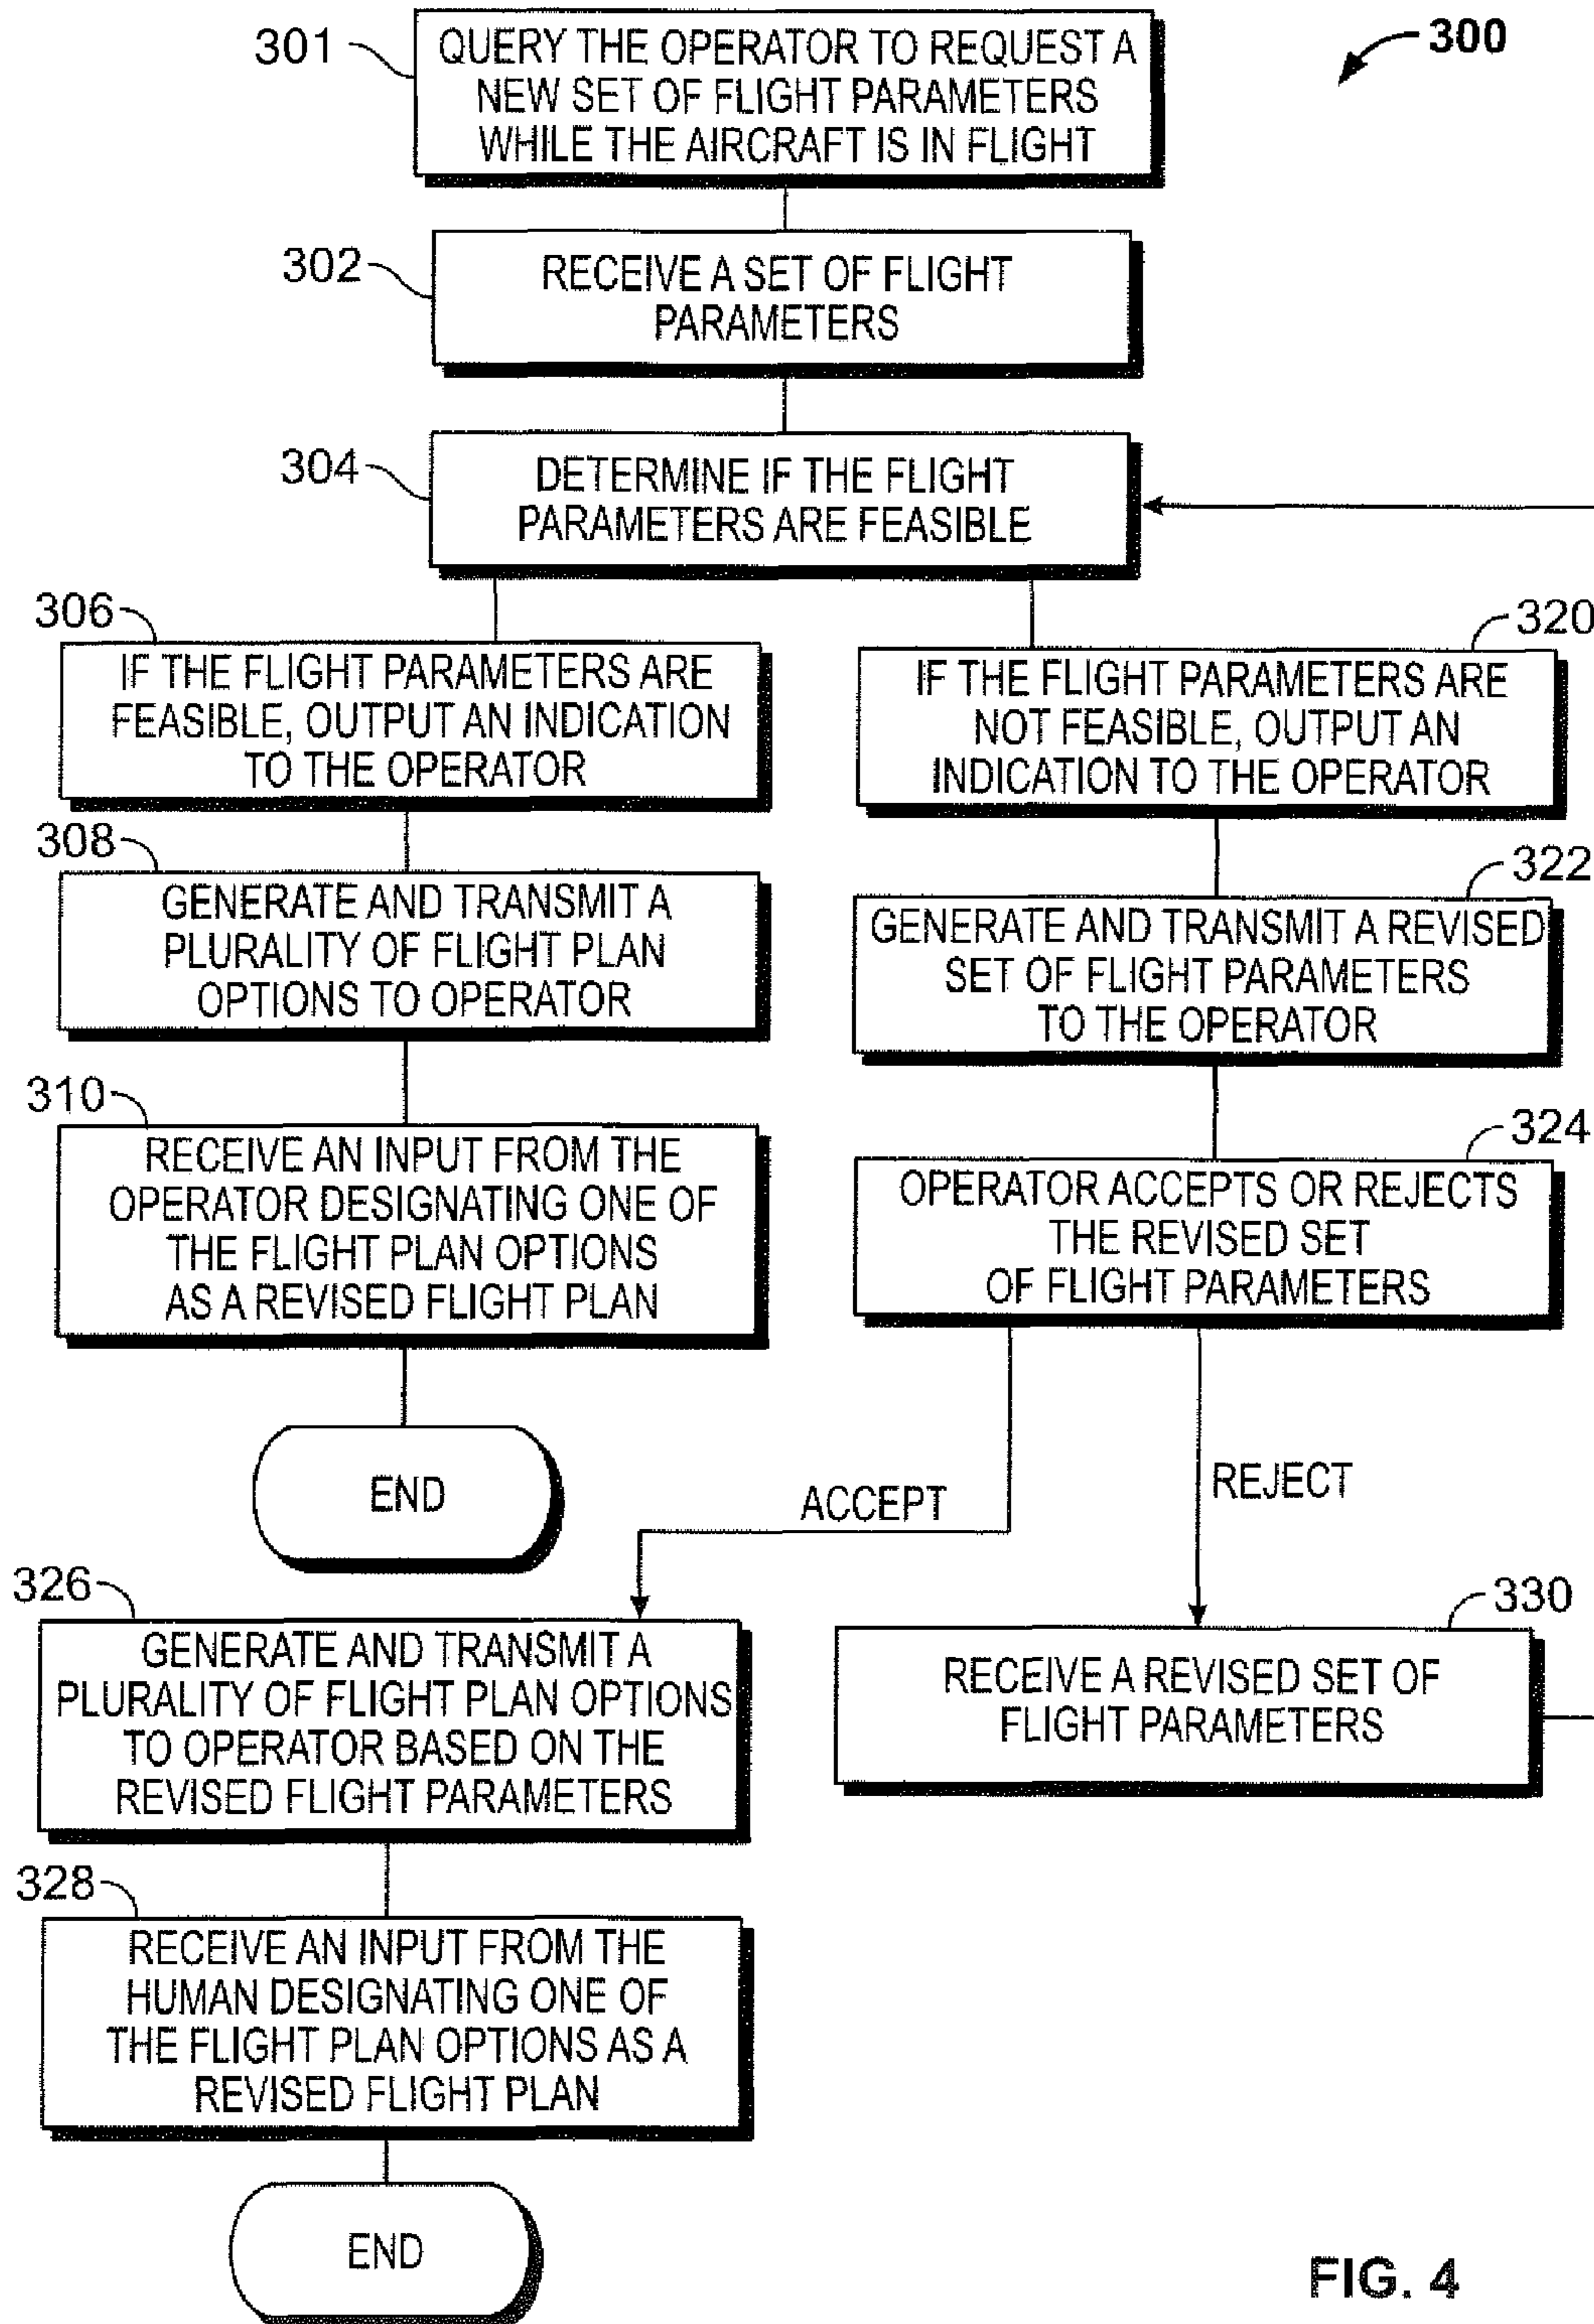 300
301
QUERY THE OPERATOR TO REQUEST A
NEW SET OF FLIGHT PARAMETERS
WHILE THE AIRCRAFT IS IN FLIGHT
302
RECEIVE A SET OF FLIGHT
PARAMETERS
304
DETERMINE IF THE FLIGHT
PARAMETERS ARE FEASIBLE
306
IF THE FLIGHT PARAMETERS ARE
FEASIBLE, OUTPUT AN INDICATION
TO THE OPERATOR
320
IF THE FLIGHT PARAMETERS ARE
NOT FEASIBLE, OUTPUT AN
INDICATION TO THE OPERATOR
308
GENERATE AND TRANSMIT A
PLURALITY OF FLIGHT PLAN
OPTIONS TO OPERATOR
322
GENERATE AND TRANSMIT A REVISED
SET OF FLIGHT PARAMETERS
TO THE OPERATOR
310
RECEIVE AN INPUT FROM THE
OPERATOR DESIGNATING ONE OF
THE FLIGHT PLAN OPTIONS
AS A REVISED FLIGHT PLAN
324
OPERATOR ACCEPTS OR REJECTS
THE REVISED SET
OF FLIGHT PARAMETERS
END
ACCEPT
REJECT
326
GENERATE AND TRANSMIT A
PLURALITY OF FLIGHT PLAN OPTIONS
TO OPERATOR BASED ON THE
REVISED FLIGHT PARAMETERS
330
RECEIVE A REVISED SET OF
FLIGHT PARAMETERS
328
RECEIVE AN INPUT FROM THE
HUMAN DESIGNATING ONE OF
THE FLIGHT PLAN OPTIONS AS A
REVISED FLIGHT PLAN
END
FIG. 4